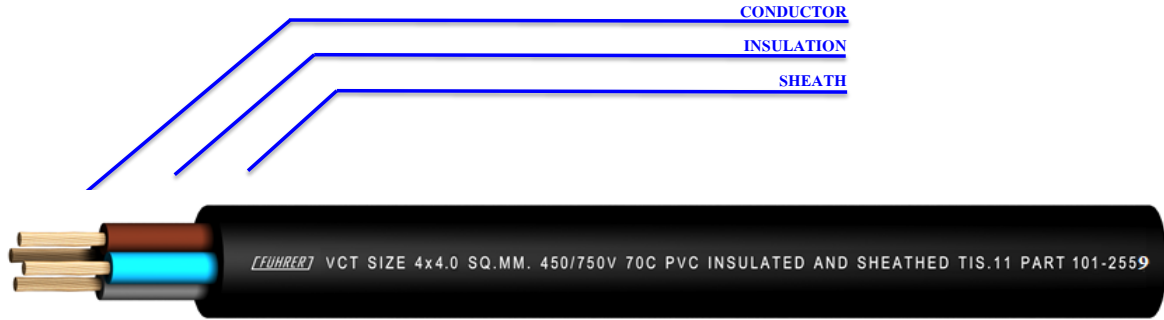 CONDUCTOR
INSULATION
SHEATH
[FÜHRER] VCT SIZE 4x4.0 SQ.MM. 450/750V 70C PVC INSULATED AND SHEATHED TIS.11 PART 101-2559